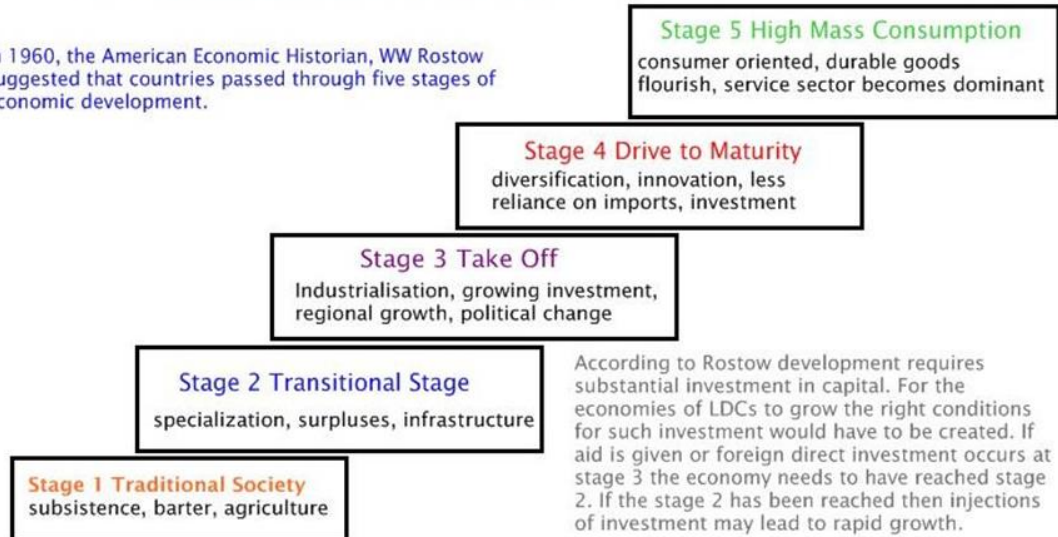 1960, the American Economic Historian, WW Rostow
uggested that countries passed through five stages of
conomic development.
Stage 5 High Mass Consumption
consumer oriented, durable goods
flourish, service sector becomes dominant
Stage 4 Drive to Maturity
diversification, innovation, less
reliance on imports, investment
Stage 3 Take Off
Industrialisation, growing investment,
regional growth, political change
Stage 2 Transitional Stage
specialization, surpluses, infrastructure
Stage 1 Traditional Society
subsistence, barter, agriculture
According to Rostow development requires
substantial investment in capital. For the
economies of LDCs to grow the right conditions
for such investment would have to be created. If
aid is given or foreign direct investment occurs at
stage 3 the economy needs to have reached stage
2. If the stage 2 has been reached then injections
of investment may lead to rapid growth.